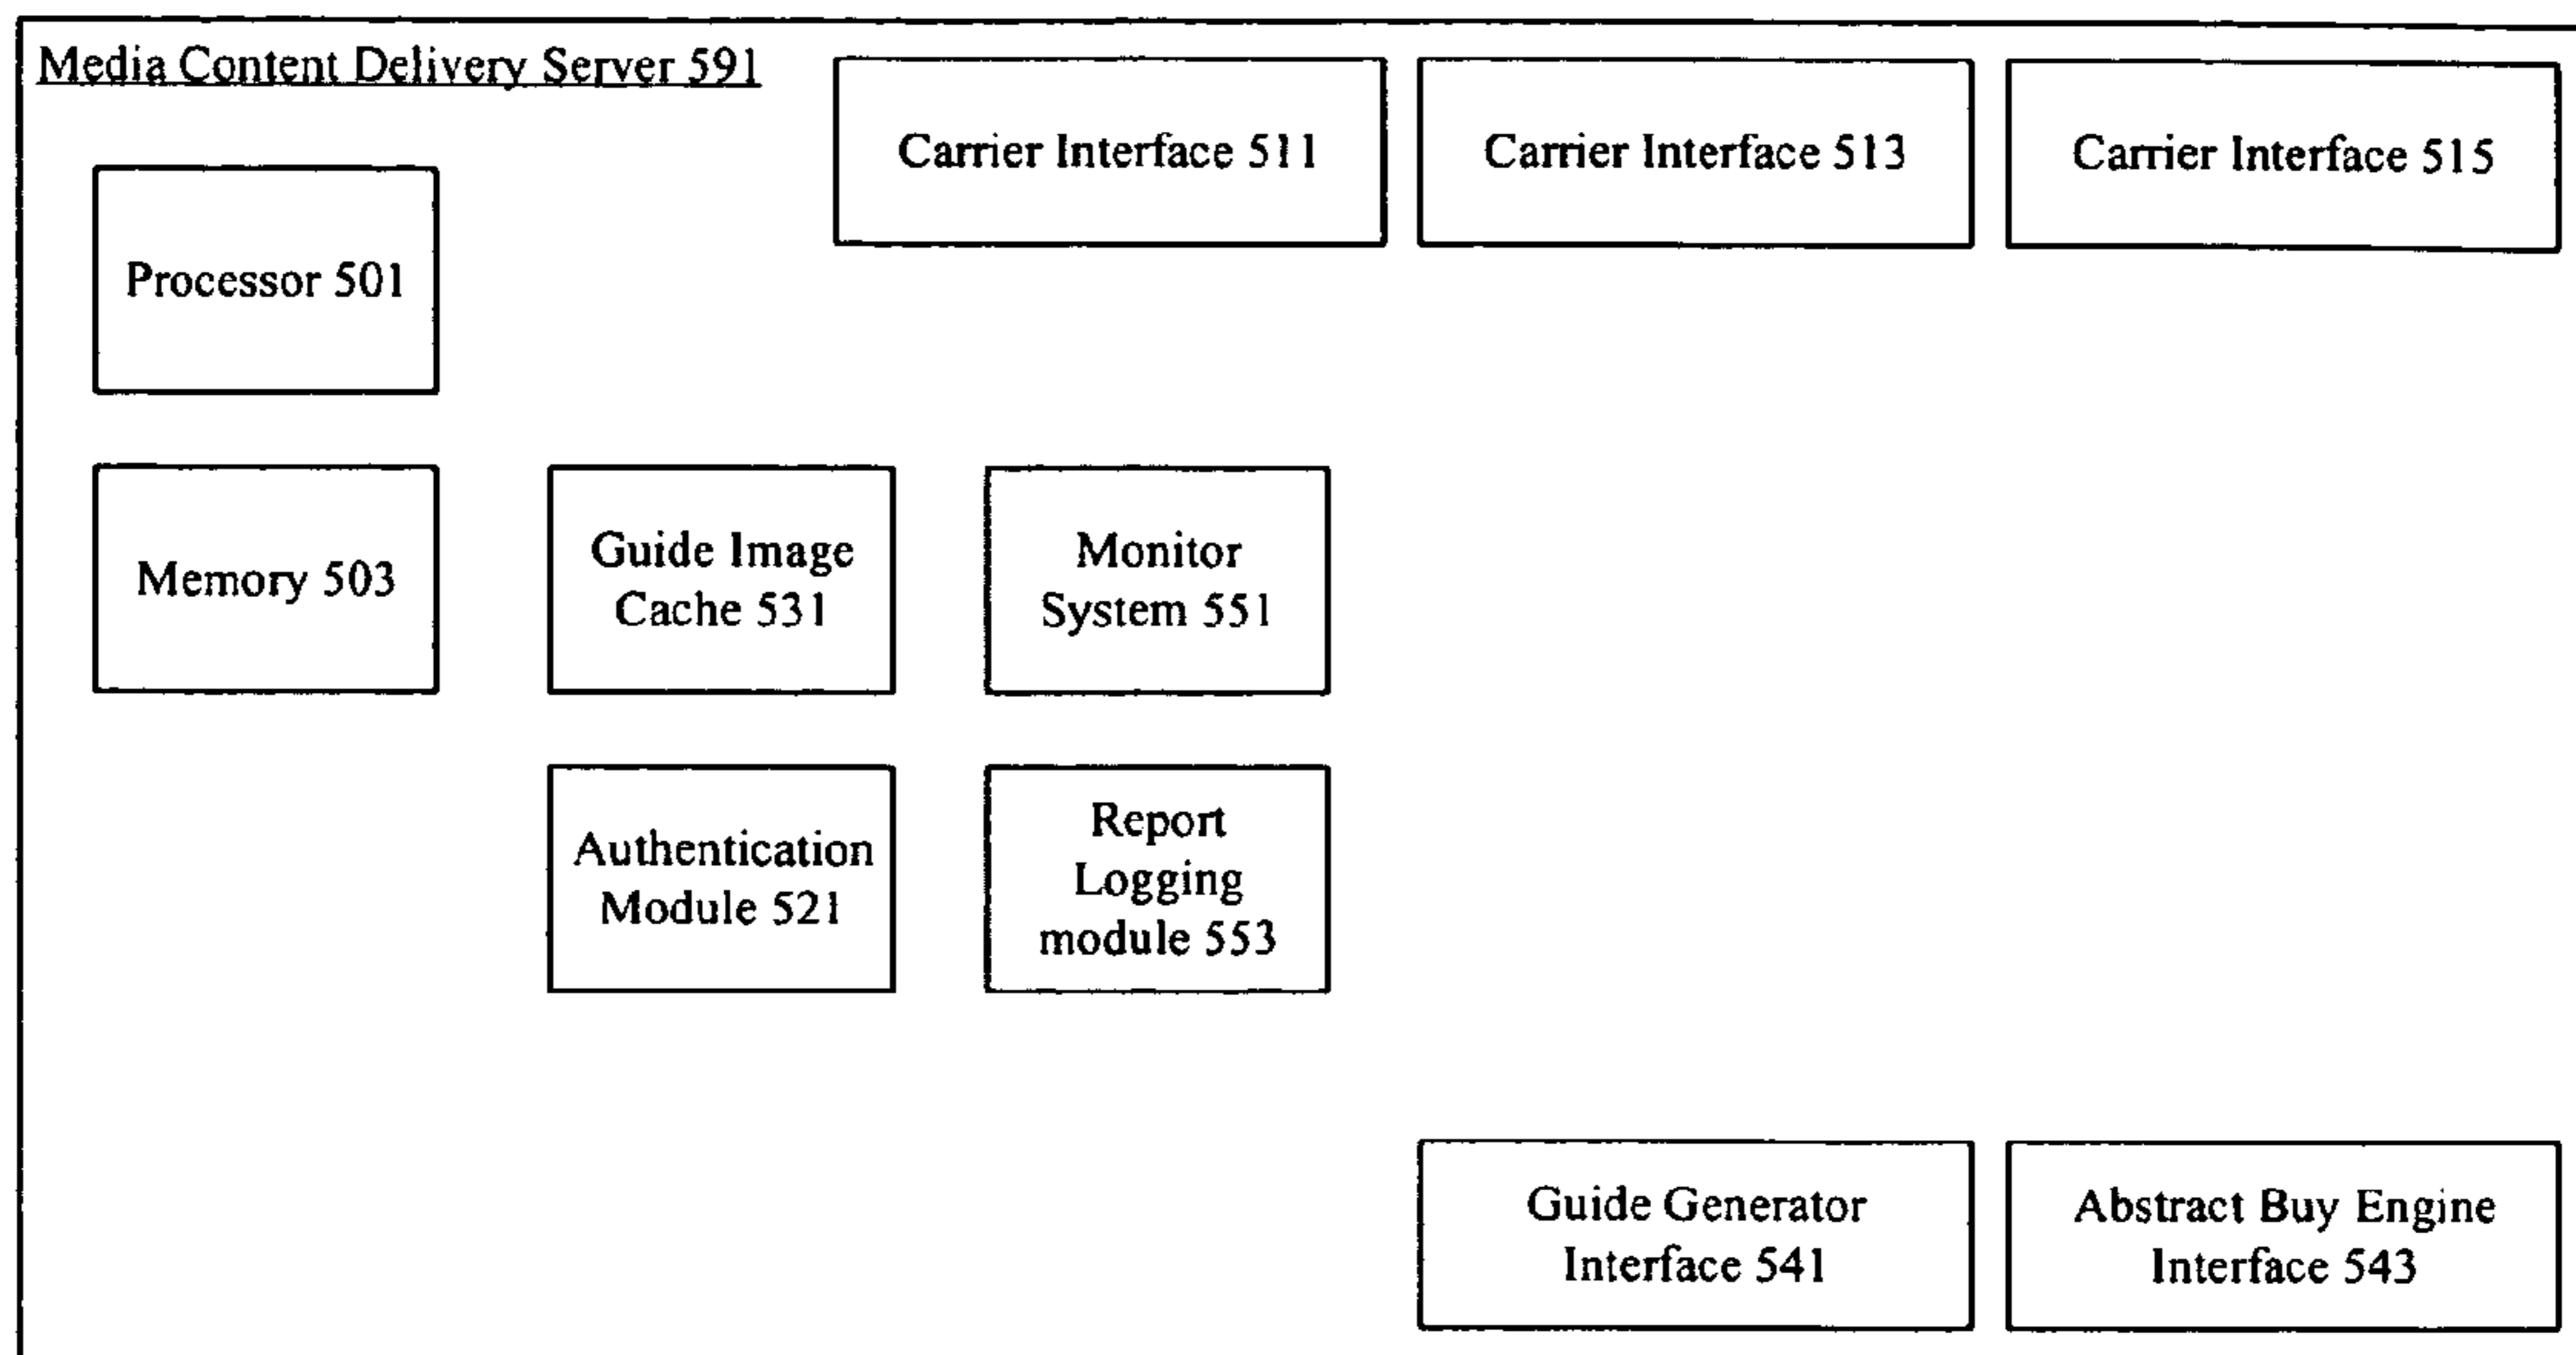 Media Content Delivery Server 591
Carrier Interface 511
Carrier Interface 513
Carrier Interface 515
Processor 501
Memory 503
Guide Image
Cache 531
Monitor
System 551
Authentication
Module 521
Report
Logging
module 553
Guide Generator
Interface 541
Abstract Buy Engine
Interface 543